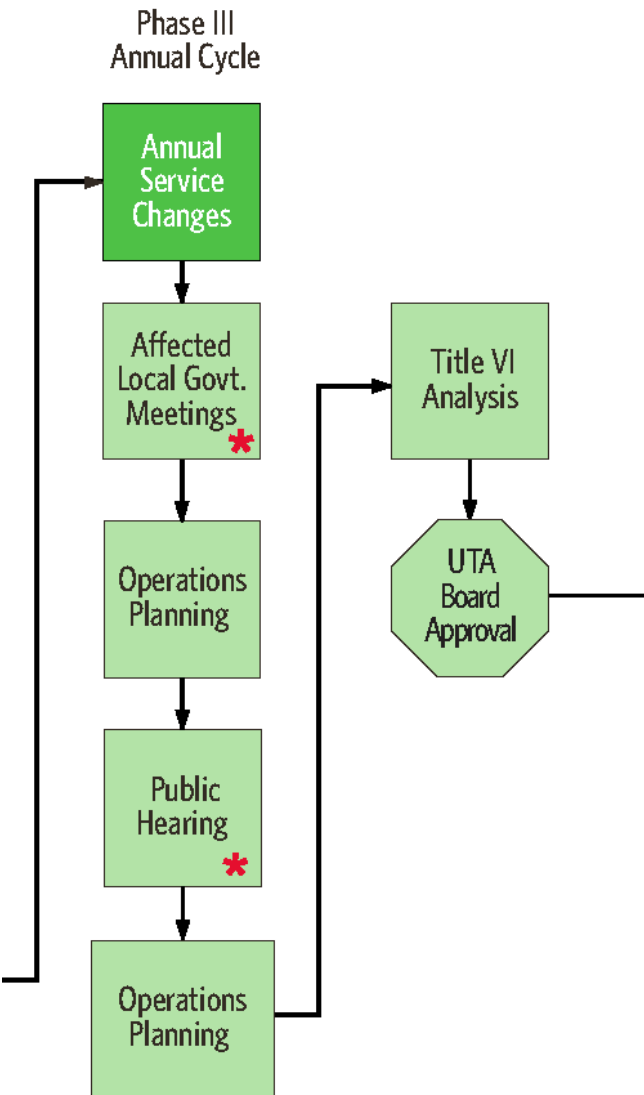 Phase III
Annual Cycle
Annual
Service
Changes
Affected
Local Govt.
Meetings
*
Operations
Planning
Public
Hearing
*
Operations
Planning
Title VI
Analysis
UTA
Board
Approval